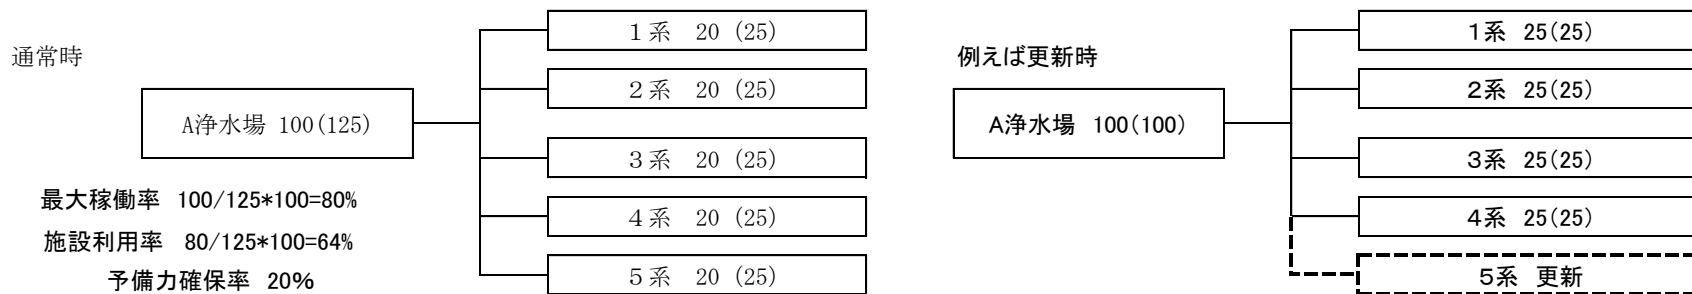 通常時
A浄水場 100(125)
1系 20 (25)
2系 20 (25)
3系 20 (25)
4系 20 (25)
5系 20 (25)
最大稼働率 100/125*100=80%
施設利用率 80/125*100=64%
予備力確保率 20%
例えば更新時
A浄水場 100(100)
1系 25(25)
2系 25(25)
3系 25(25)
4系 25(25)
5系 更新